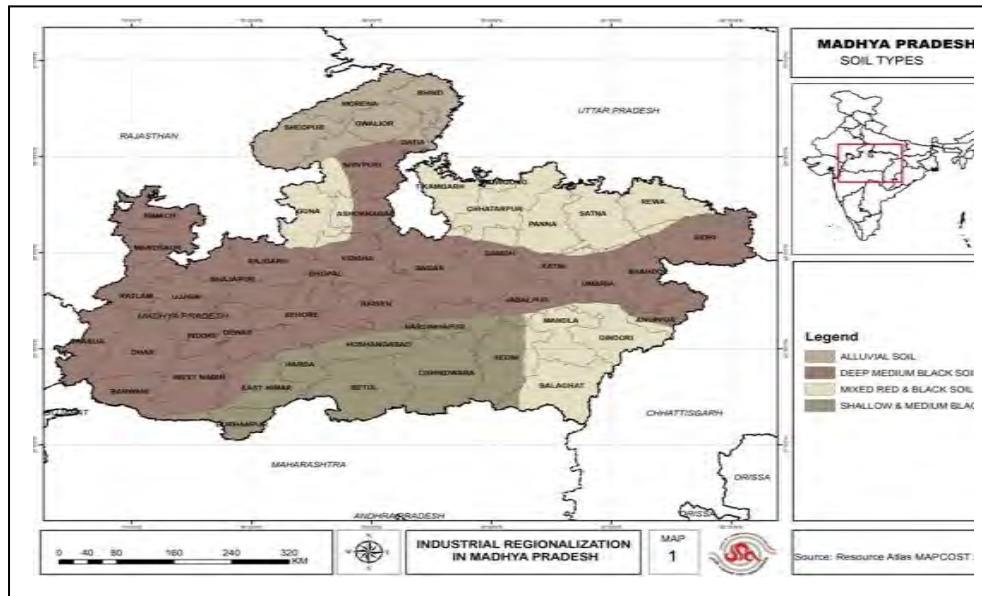 MADHYA PRADESH
SOIL TYPES
UTTAR PRADESH
RAJASTHAN
BHIND
MORENA
GWALIOR
SHEOPUR
DATIA
SHIVPURI
TIKAMGARH
CHHATARPUR
PANNA
SATNA
REWA
GUNA
ASHOKNAGAR
SIDHI
RAJGARH
VIDISHA
SAGAR
DAMOH
KATNI
SHAHDOL
UMARIA
SHAJAPUR
BHOPAL
RATLAM
UJJAIN
RAISEN
JABALPUR
ANUPPUR
MADHYA PRADESH
INDORE
DEWAS
SEHORE
NARSIMHAPUR
MANDLA
DINDORI
DHAR
HOSHANGABAD
SEONI
HARDA
CHHINDWARA
WEST NIMAR
EAST NIMAR
BETUL
BALAGHAT
BARWANI
BURHANPUR
CHHATTISGARH
MAHARASHTRA
ORISSA
ORISSA
ANDHRA PRADESH
Legend
ALLUVIAL SOIL
DEEP MEDIUM BLACK SOIL
MIXED RED & BLACK SOIL
SHALLOW & MEDIUM BLAC
0 40 80 160 240 320
KM
INDUSTRIAL REGIONALIZATION
IN MADHYA PRADESH
MAP
1
Source: Resource Atlas MAPCOST